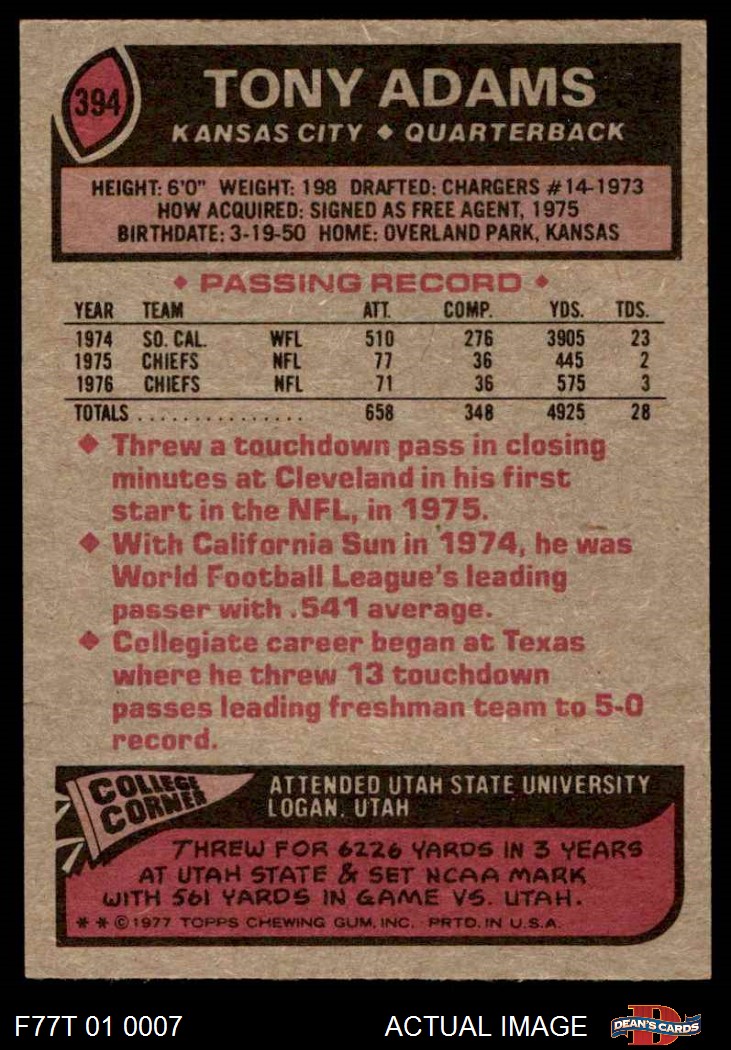 394
TONY ADAMS
KANSAS CITY ◆ QUARTERBACK
HEIGHT: 6'0" WEIGHT: 198 DRAFTED: CHARGERS #14-1973
HOW ACQUIRED: SIGNED AS FREE AGENT, 1975
BIRTHDATE: 3-19-50 HOME: OVERLAND PARK, KANSAS
◆ PASSING RECORD ◆
YEAR TEAM ATT. COMP. YDS. TDS.
1974 SO. CAL. WFL 510 276 3905 23
1975 CHIEFS NFL 77 36 445 2
1976 CHIEFS NFL 71 36 575 3
TOTALS ............... 658 348 4925 28
◆ Threw a touchdown pass in closing
minutes at Cleveland in his first
start in the NFL, in 1975.
◆ With California Sun in 1974, he was
World Football League's leading
passer with .541 average.
◆ Collegiate career began at Texas
where he threw 13 touchdown
passes leading freshman team to 5-0
record.
COLLEGE
CORNER
ATTENDED UTAH STATE UNIVERSITY
LOGAN, UTAH
THREW FOR 6226 YARDS IN 3 YEARS
AT UTAH STATE & SET NCAA MARK
WITH 561 YARDS IN GAME VS. UTAH.
* * © 1977 TOPPS CHEWING GUM, INC. PRTD. IN U.S.A.
F77T 01 0007 ACTUAL IMAGE
D
DEAN'S CARDS